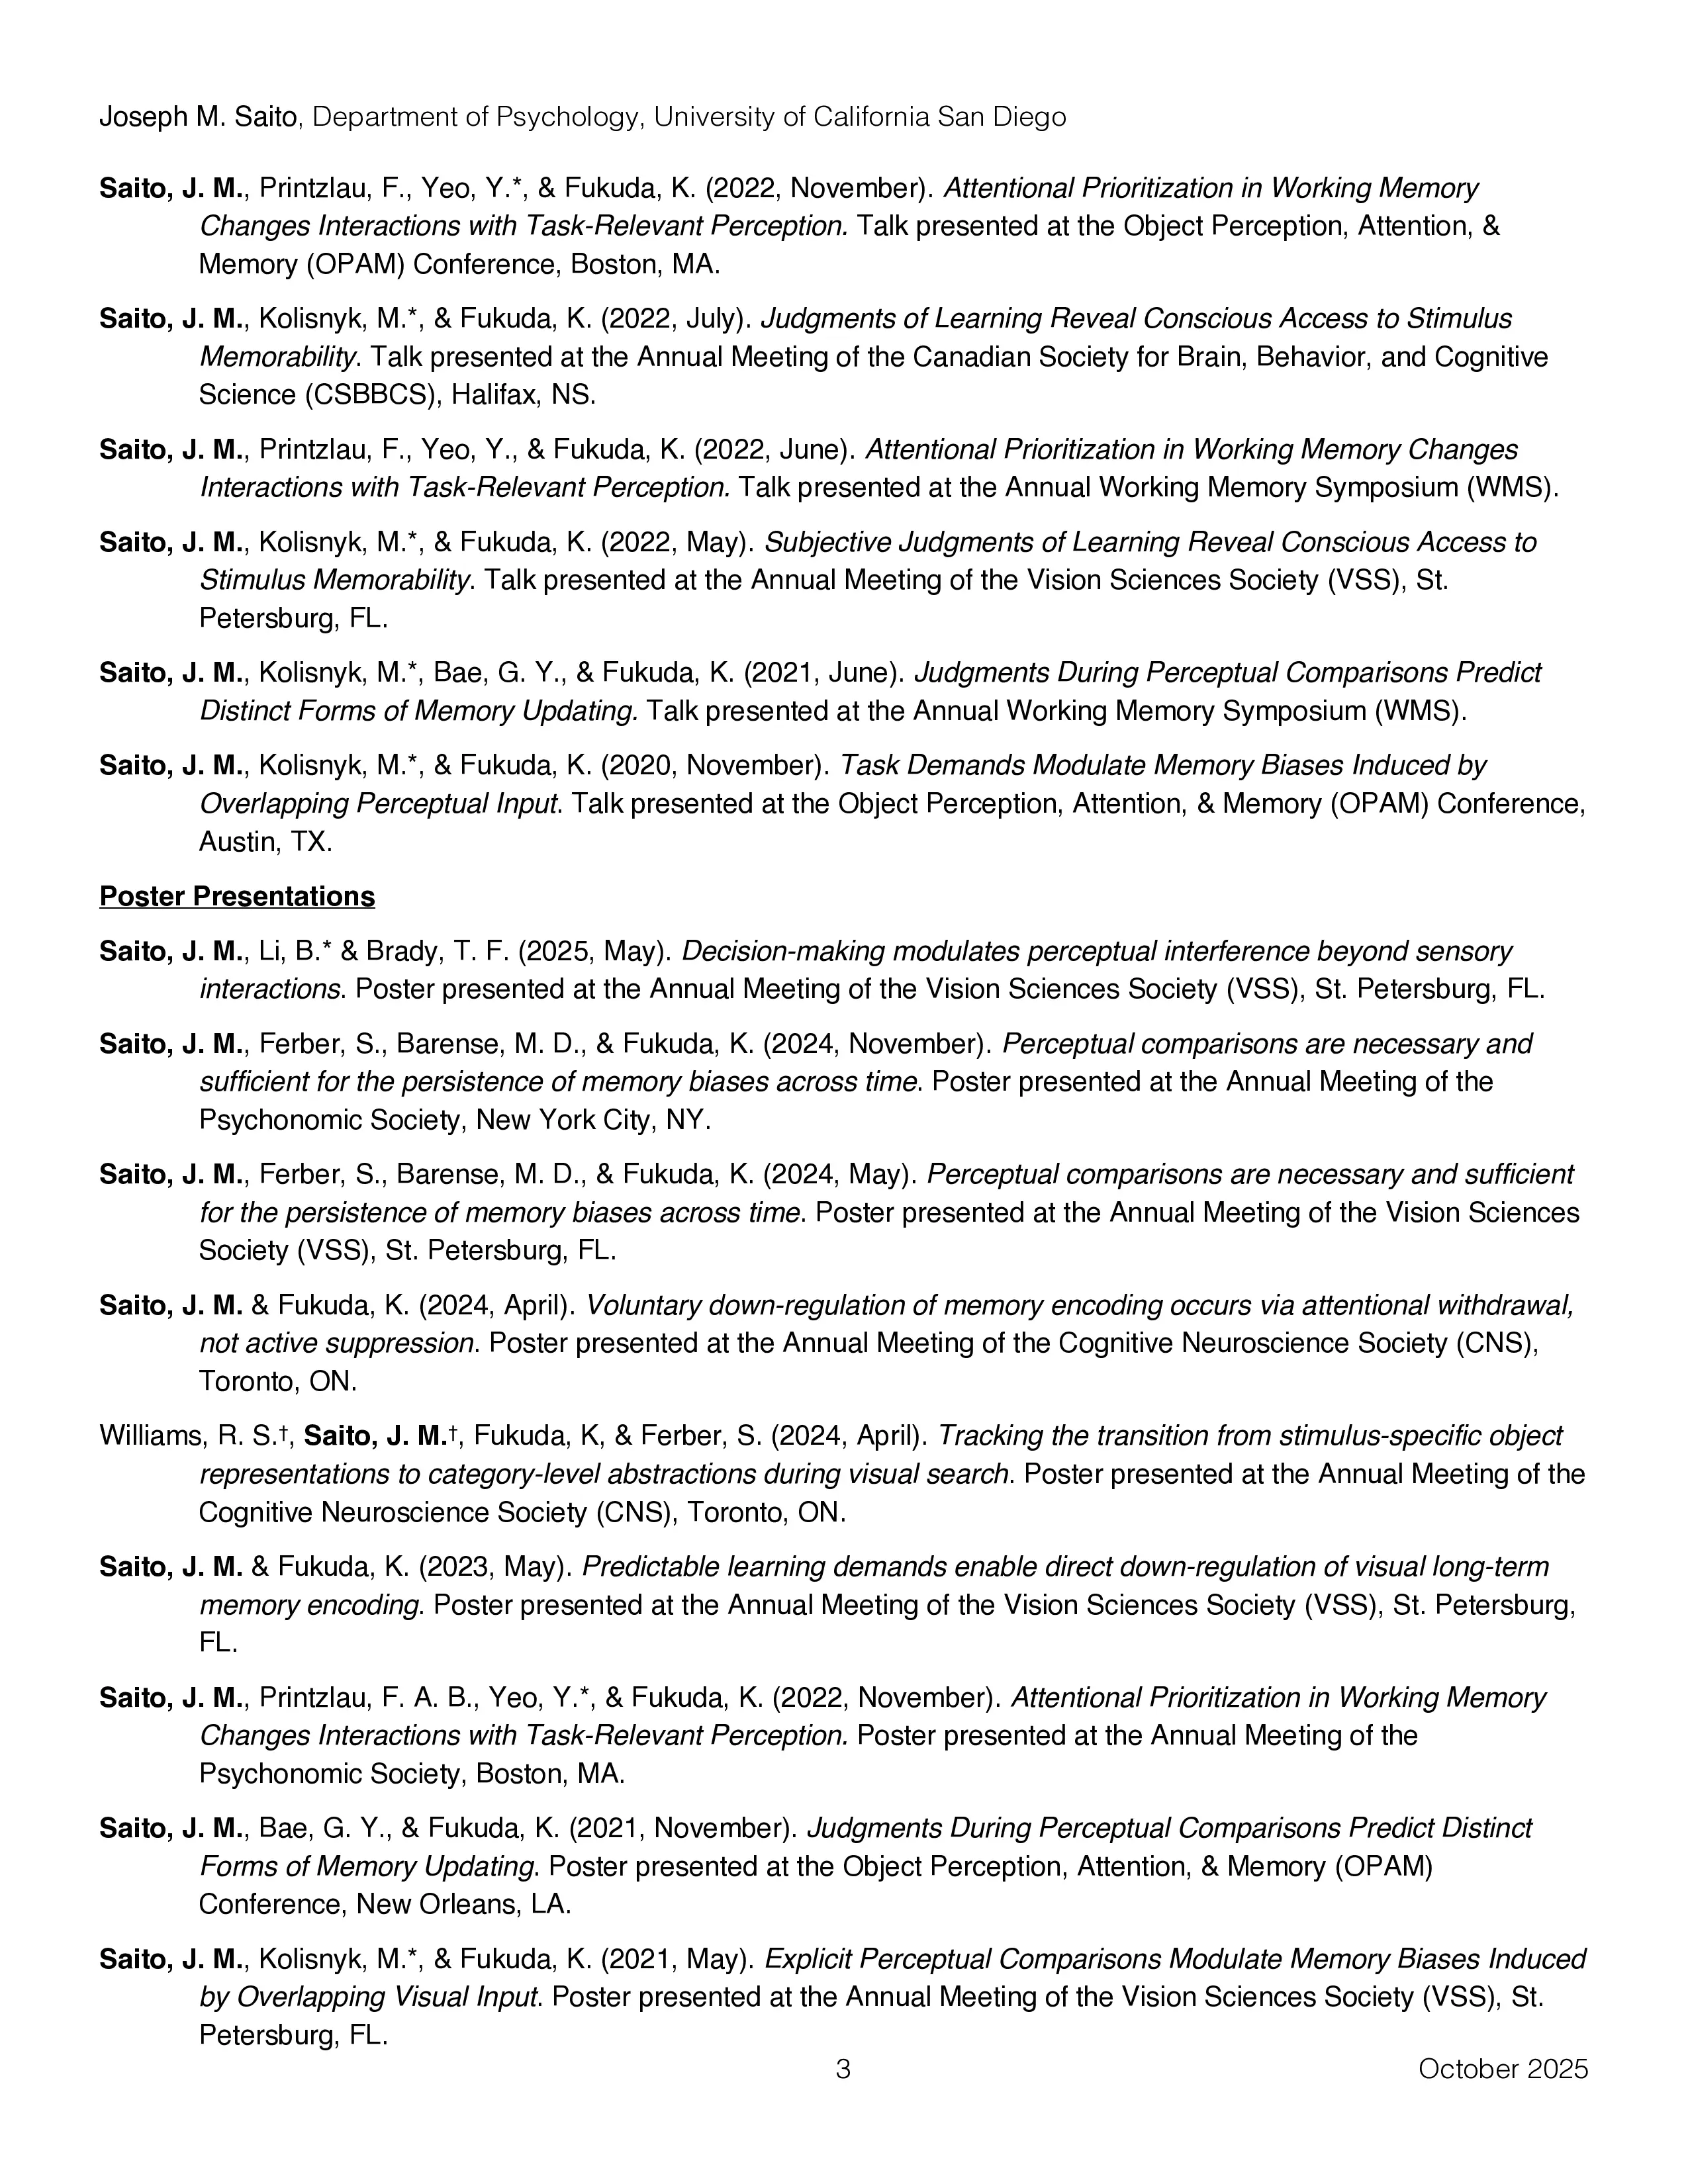 Joseph M. Saito, Department of Psychology, University of California San Diego
Saito, J. M., Printzlau, F., Yeo, Y.*, & Fukuda, K. (2022, November). Attentional Prioritization in Working Memory
Changes Interactions with Task-Relevant Perception. Talk presented at the Object Perception, Attention, &
Memory (OPAM) Conference, Boston, MA.
Saito, J. M., Kolisnyk, M.*, & Fukuda, K. (2022, July). Judgments of Learning Reveal Conscious Access to Stimulus
Memorability. Talk presented at the Annual Meeting of the Canadian Society for Brain, Behavior, and Cognitive
Science (CSBBCS), Halifax, NS.
Saito, J. M., Printzlau, F., Yeo, Y., & Fukuda, K. (2022, June). Attentional Prioritization in Working Memory Changes
Interactions with Task-Relevant Perception. Talk presented at the Annual Working Memory Symposium (WMS).
Saito, J. M., Kolisnyk, M.*, & Fukuda, K. (2022, May). Subjective Judgments of Learning Reveal Conscious Access to
Stimulus Memorability. Talk presented at the Annual Meeting of the Vision Sciences Society (VSS), St.
Petersburg, FL.
Saito, J. M., Kolisnyk, M.*, Bae, G. Y., & Fukuda, K. (2021, June). Judgments During Perceptual Comparisons Predict
Distinct Forms of Memory Updating. Talk presented at the Annual Working Memory Symposium (WMS).
Saito, J. M., Kolisnyk, M.*, & Fukuda, K. (2020, November). Task Demands Modulate Memory Biases Induced by
Overlapping Perceptual Input. Talk presented at the Object Perception, Attention, & Memory (OPAM) Conference,
Austin, TX.
Poster Presentations
Saito, J. M., Li, B.* & Brady, T. F. (2025, May). Decision-making modulates perceptual interference beyond sensory
interactions. Poster presented at the Annual Meeting of the Vision Sciences Society (VSS), St. Petersburg, FL.
Saito, J. M., Ferber, S., Barense, M. D., & Fukuda, K. (2024, November). Perceptual comparisons are necessary and
sufficient for the persistence of memory biases across time. Poster presented at the Annual Meeting of the
Psychonomic Society, New York City, NY.
Saito, J. M., Ferber, S., Barense, M. D., & Fukuda, K. (2024, May). Perceptual comparisons are necessary and sufficient
for the persistence of memory biases across time. Poster presented at the Annual Meeting of the Vision Sciences
Society (VSS), St. Petersburg, FL.
Saito, J. M. & Fukuda, K. (2024, April). Voluntary down-regulation of memory encoding occurs via attentional withdrawal,
not active suppression. Poster presented at the Annual Meeting of the Cognitive Neuroscience Society (CNS),
Toronto, ON.
Williams, R. S.†, Saito, J. M.†, Fukuda, K, & Ferber, S. (2024, April). Tracking the transition from stimulus-specific object
representations to category-level abstractions during visual search. Poster presented at the Annual Meeting of the
Cognitive Neuroscience Society (CNS), Toronto, ON.
Saito, J. M. & Fukuda, K. (2023, May). Predictable learning demands enable direct down-regulation of visual long-term
memory encoding. Poster presented at the Annual Meeting of the Vision Sciences Society (VSS), St. Petersburg,
FL.
Saito, J. M., Printzlau, F. A. B., Yeo, Y.*, & Fukuda, K. (2022, November). Attentional Prioritization in Working Memory
Changes Interactions with Task-Relevant Perception. Poster presented at the Annual Meeting of the
Psychonomic Society, Boston, MA.
Saito, J. M., Bae, G. Y., & Fukuda, K. (2021, November). Judgments During Perceptual Comparisons Predict Distinct
Forms of Memory Updating. Poster presented at the Object Perception, Attention, & Memory (OPAM)
Conference, New Orleans, LA.
Saito, J. M., Kolisnyk, M.*, & Fukuda, K. (2021, May). Explicit Perceptual Comparisons Modulate Memory Biases Induced
by Overlapping Visual Input. Poster presented at the Annual Meeting of the Vision Sciences Society (VSS), St.
Petersburg, FL.
3 October 2025